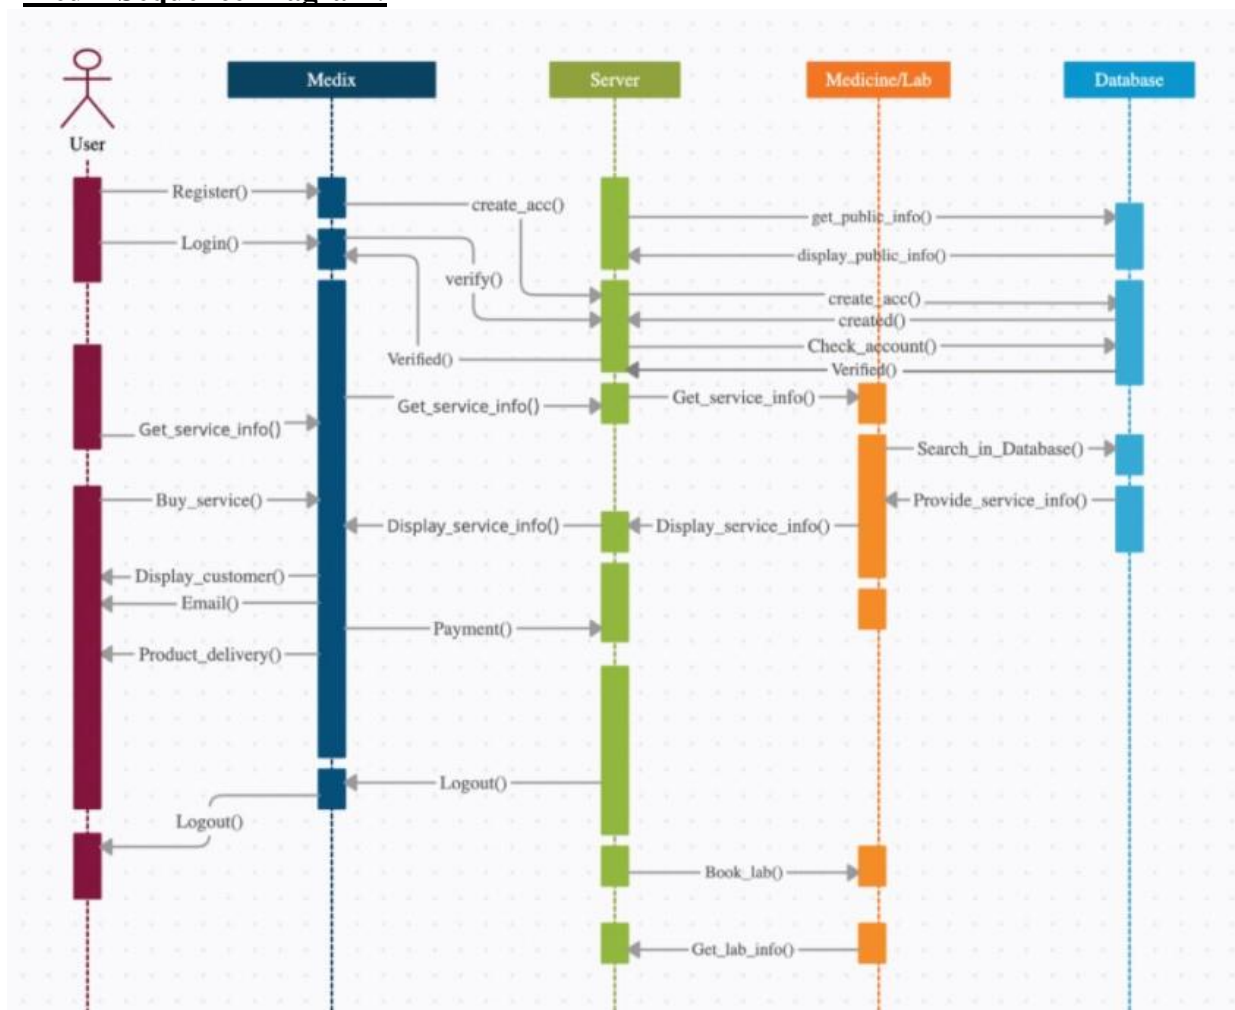 Medix
Server
Medicine/Lab
Database
User
Register()
create_acc()
get_public_info()
Login()
display_public_info()
verify()
create_acc()
created()
Check_account()
Verified()
Verified()
Get_service_info()
Get_service_info()
Get_service_info()
Search_in_Database()
Buy_service()
Provide_service_info()
Display_service_info()
Display_service_info()
Display_customer()
Email()
Payment()
Product_delivery()
Logout()
Logout()
Book_lab()
Get_lab_info()